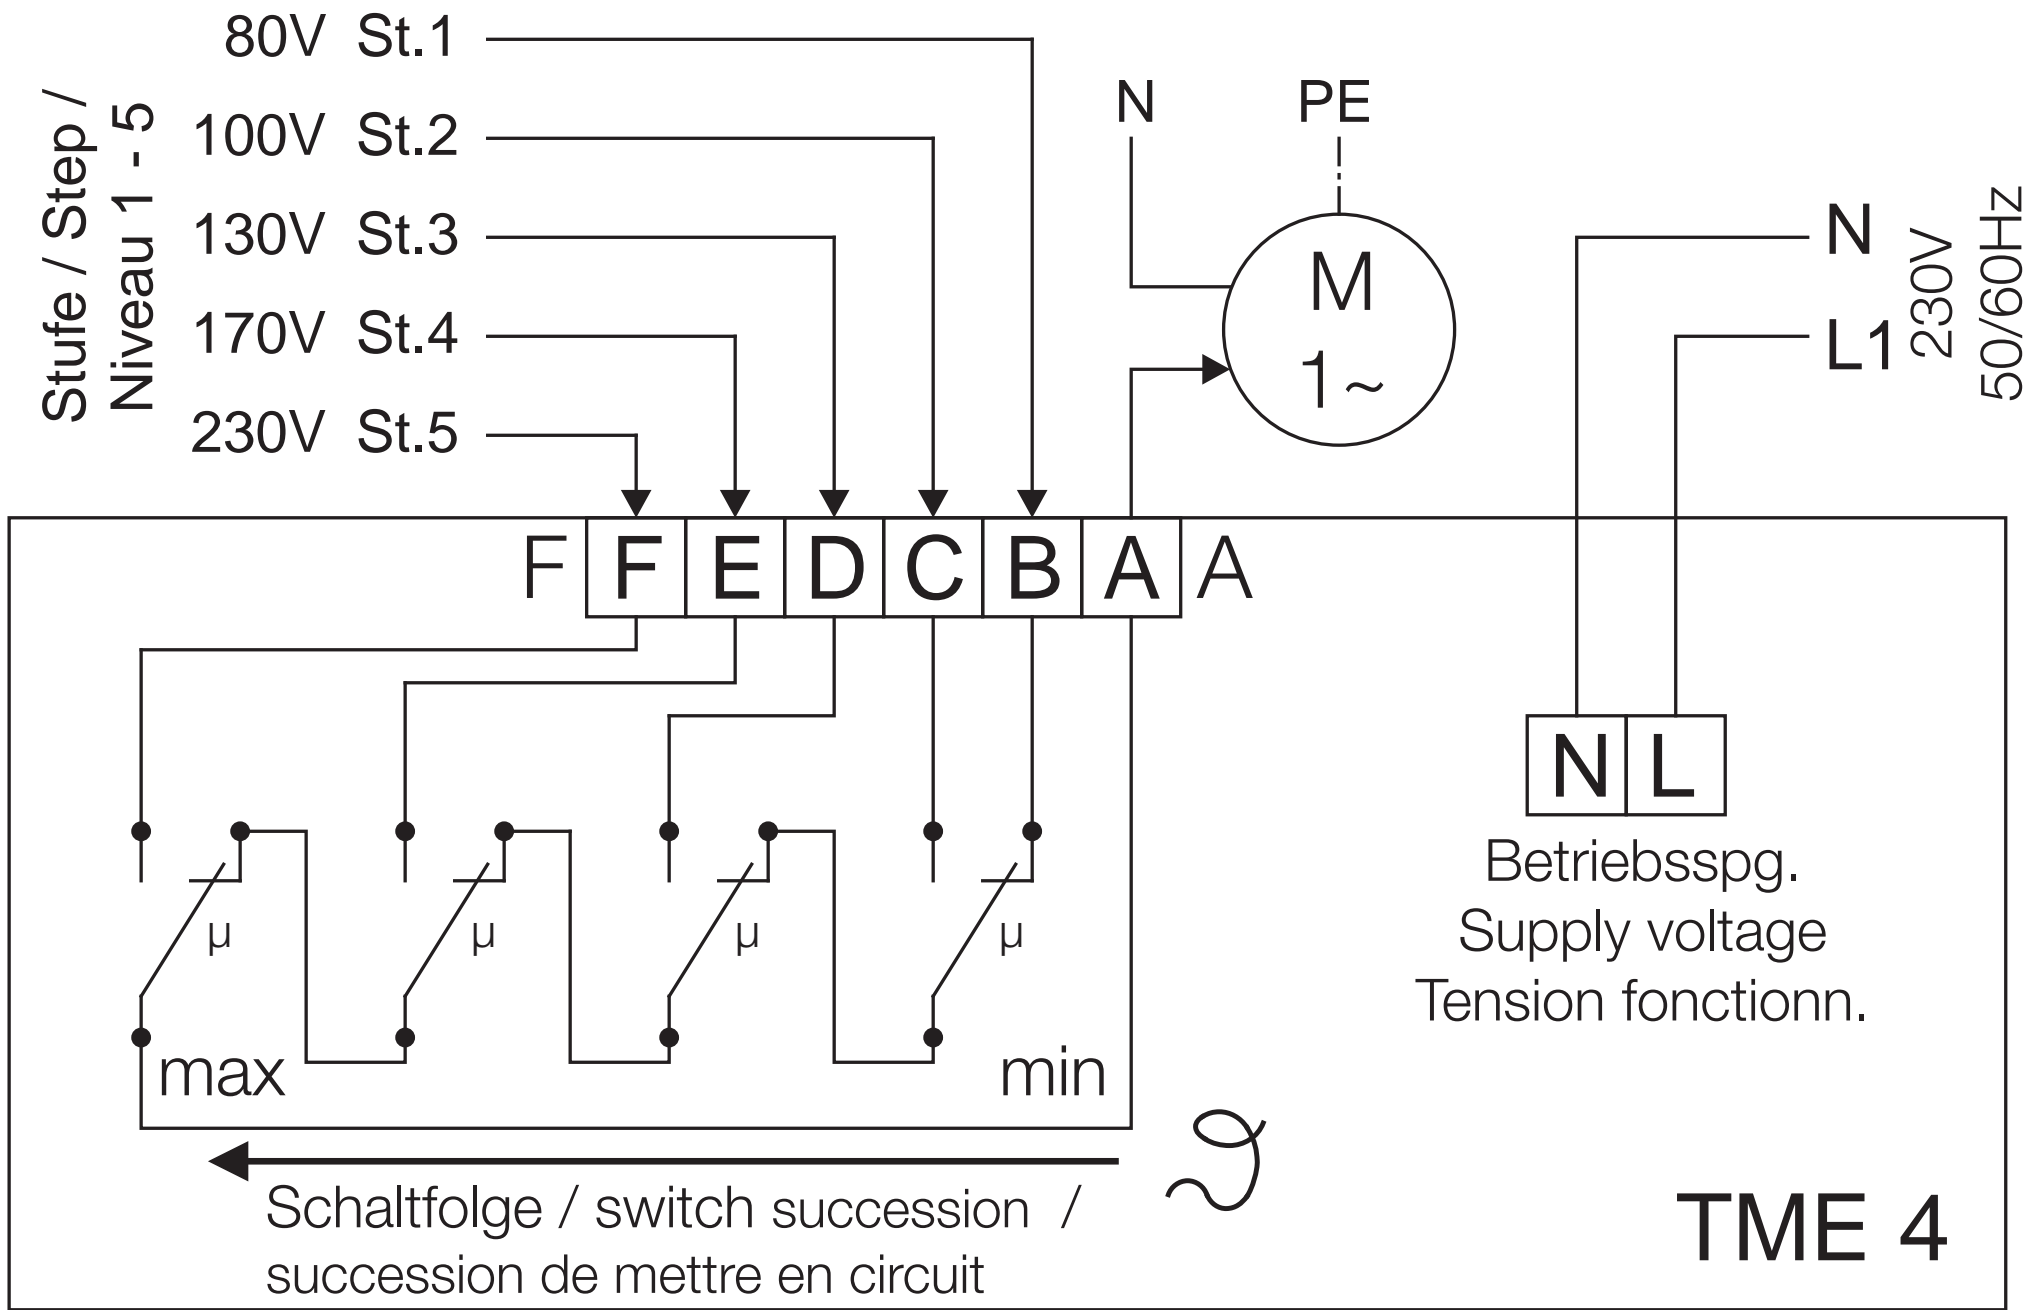 Stufe / Step /
Niveau 1 - 5
80V St.1
100V St.2
130V St.3
170V St.4
230V St.5
N
PE
M
1~
N
L1
230V
50/60Hz
F F E D C B A A
N L
Betriebsspg.
Supply voltage
Tension fonctionn.
µ µ µ µ
max
min
Schaltfolge / switch succession /
succession de mettre en circuit
TME 4